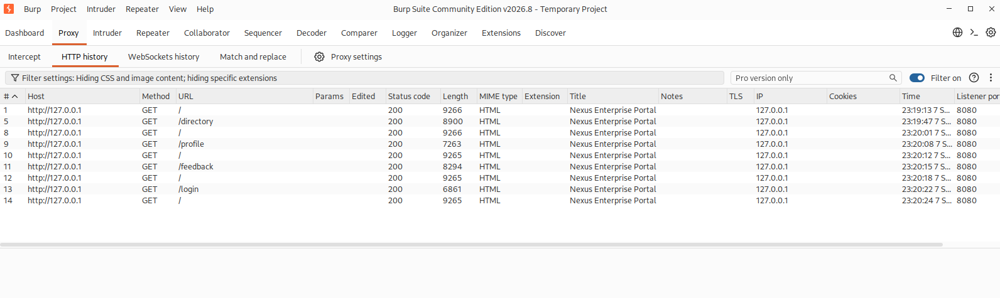 Burp Project Intruder Repeater View Help Burp Suite Community Edition v2026.8 - Temporary Project
Dashboard Proxy Intruder Repeater Collaborator Sequencer Decoder Comparer Logger Organizer Extensions Discover
Intercept HTTP history WebSockets history Match and replace Proxy settings
Filter settings: Hiding CSS and image content; hiding specific extensions Pro version only Filter on
# Host Method URL Params Edited Status code Length MIME type Extension Title Notes TLS IP Cookies Time Listener por
1 http://127.0.0.1 GET / 200 9266 HTML Nexus Enterprise Portal 127.0.0.1 23:19:13 7 S... 8080
5 http://127.0.0.1 GET /directory 200 8900 HTML Nexus Enterprise Portal 127.0.0.1 23:19:47 7 S... 8080
8 http://127.0.0.1 GET / 200 9266 HTML Nexus Enterprise Portal 127.0.0.1 23:20:01 7 S... 8080
9 http://127.0.0.1 GET /profile 200 7263 HTML Nexus Enterprise Portal 127.0.0.1 23:20:08 7 S... 8080
10 http://127.0.0.1 GET / 200 9265 HTML Nexus Enterprise Portal 127.0.0.1 23:20:12 7 S... 8080
11 http://127.0.0.1 GET /feedback 200 8294 HTML Nexus Enterprise Portal 127.0.0.1 23:20:15 7 S... 8080
12 http://127.0.0.1 GET / 200 9265 HTML Nexus Enterprise Portal 127.0.0.1 23:20:18 7 S... 8080
13 http://127.0.0.1 GET /login 200 6861 HTML Nexus Enterprise Portal 127.0.0.1 23:20:22 7 S... 8080
14 http://127.0.0.1 GET / 200 9265 HTML Nexus Enterprise Portal 127.0.0.1 23:20:24 7 S... 8080